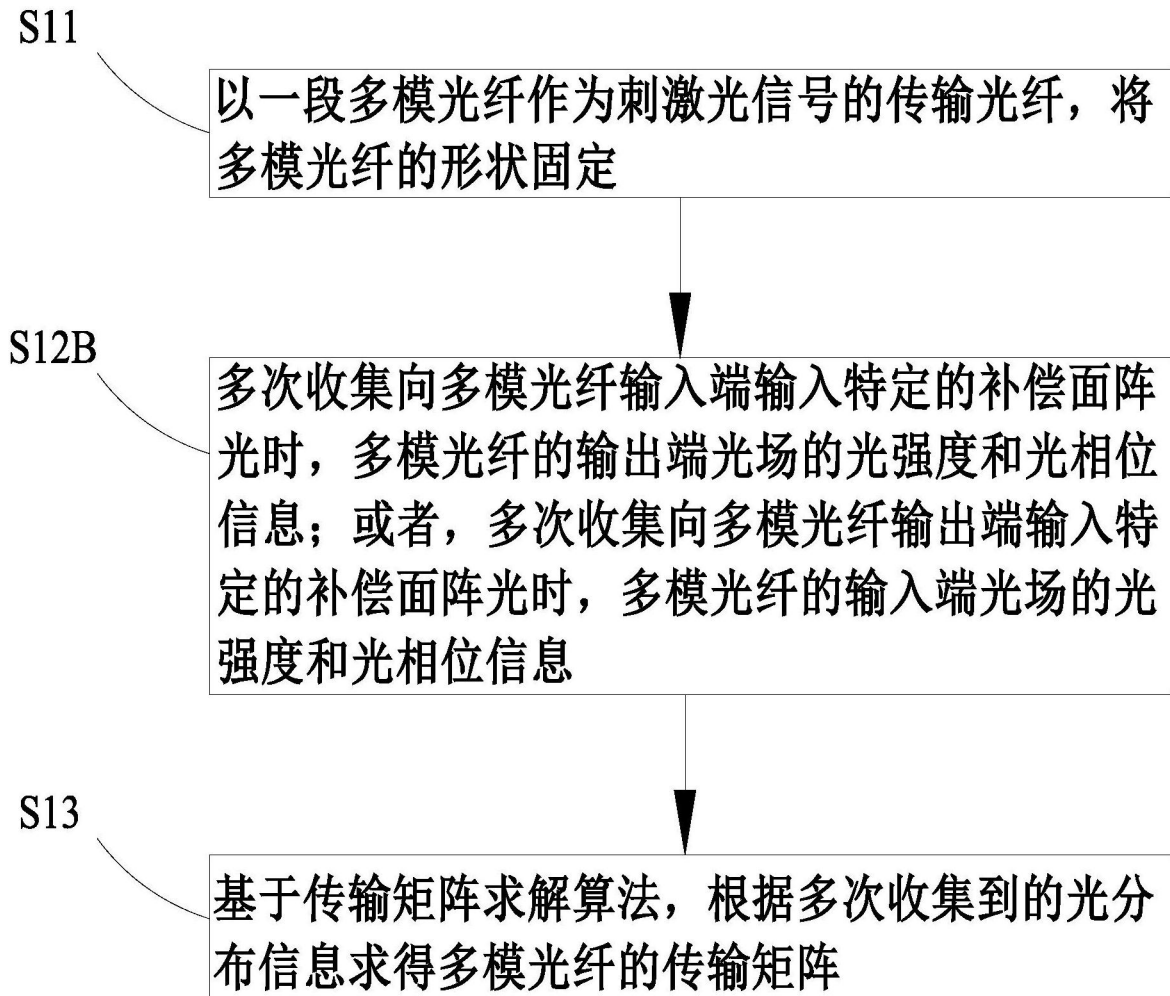 S11
以一段多模光纤作为刺激光信号的传输光纤，将
多模光纤的形状固定
S12B
多次收集向多模光纤输入端输入特定的补偿面阵
光时，多模光纤的输出端光场的光强度和光相位
信息；或者，多次收集向多模光纤输出端输入特
定的补偿面阵光时，多模光纤的输入端光场的光
强度和光相位信息
S13
基于传输矩阵求解算法，根据多次收集到的光分
布信息求得多模光纤的传输矩阵